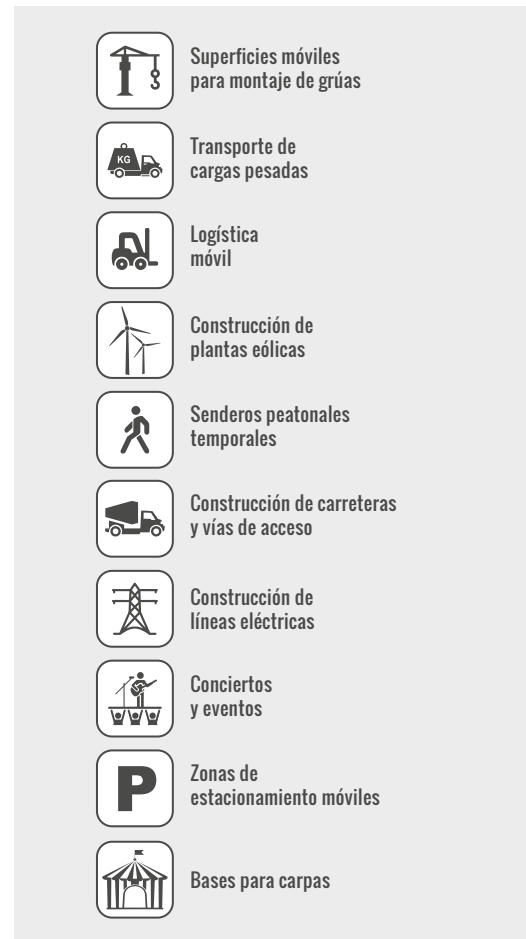 Superficies móviles
para montaje de grúas
KG
Transporte de
cargas pesadas
Logística
móvil
Construcción de
plantas eólicas
Senderos peatonales
temporales
Construcción de carreteras
y vías de acceso
Construcción de
líneas eléctricas
Conciertos
y eventos
P
Zonas de
estacionamiento móviles
Bases para carpas